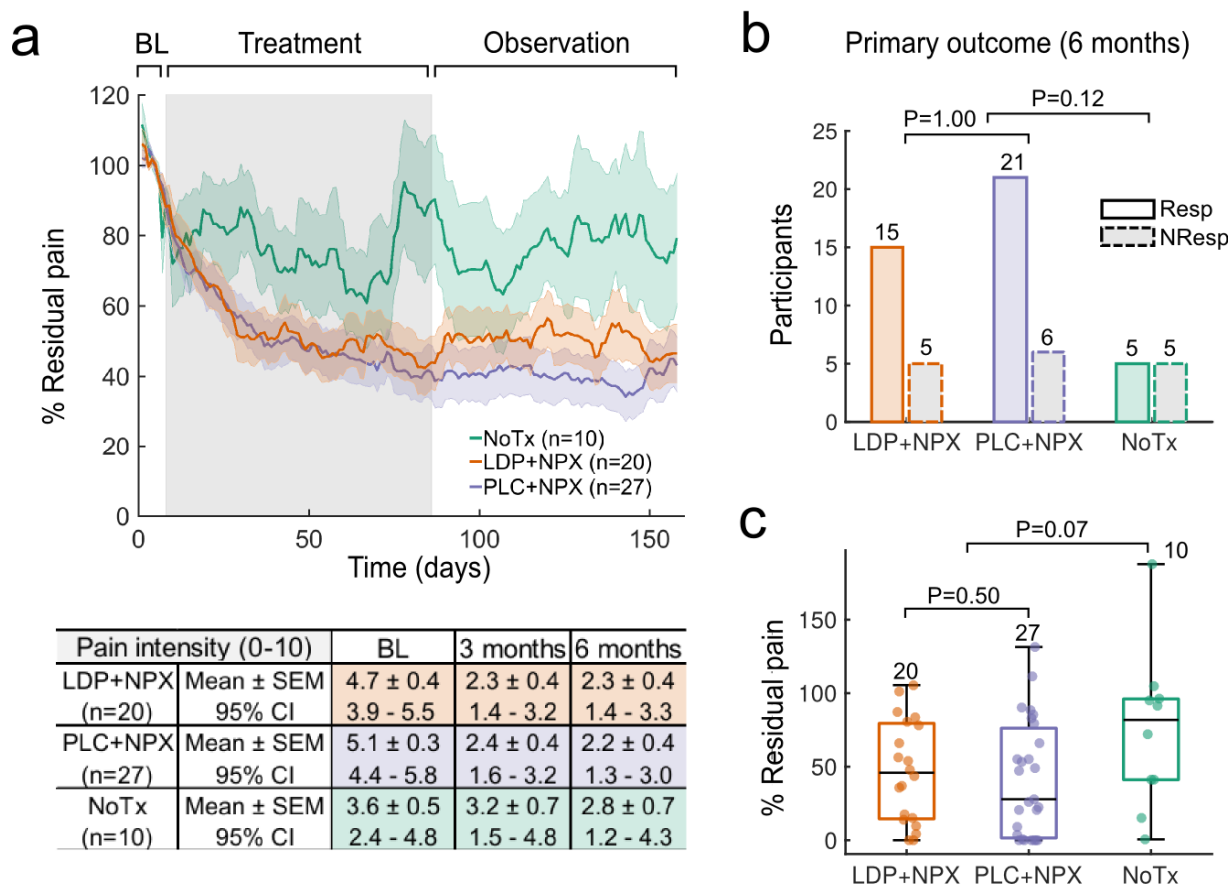 a
BL Treatment Observation
120
100
80
60
40
20
0
% Residual pain
NoTx (n=10)
LDP+NPX (n=20)
PLC+NPX (n=27)
0 50 100 150
Time (days)
Pain intensity (0-10) BL 3 months 6 months
LDP+NPX Mean ± SEM 4.7 ± 0.4 2.3 ± 0.4 2.3 ± 0.4
(n=20) 95% CI 3.9 - 5.5 1.4 - 3.2 1.4 - 3.3
PLC+NPX Mean ± SEM 5.1 ± 0.3 2.4 ± 0.4 2.2 ± 0.4
(n=27) 95% CI 4.4 - 5.8 1.6 - 3.2 1.3 - 3.0
NoTx Mean ± SEM 3.6 ± 0.5 3.2 ± 0.7 2.8 ± 0.7
(n=10) 95% CI 2.4 - 4.8 1.5 - 4.8 1.2 - 4.3
b
Primary outcome (6 months)
P=0.12
P=1.00
25
20
15
10
5
0
Participants
15 5 21 6 5 5
Resp
NResp
LDP+NPX PLC+NPX NoTx
c
P=0.07
P=0.50
20 27 10
150
100
50
0
% Residual pain
LDP+NPX PLC+NPX NoTx